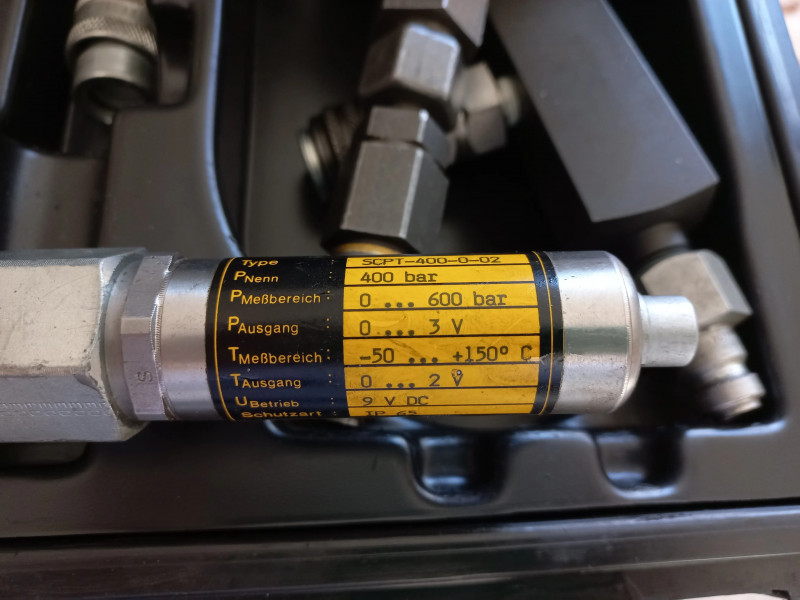 Type SCPT-400-0-02
PNenn : 400 bar
PMeßbereich : 0 ... 600 bar
PAusgang : 0 ... 3 V
TMeßbereich : -50 ... +150° C
TAusgang : 0 ... 2 V
UBetrieb : 9 V DC
Schutzart : IP 65
S